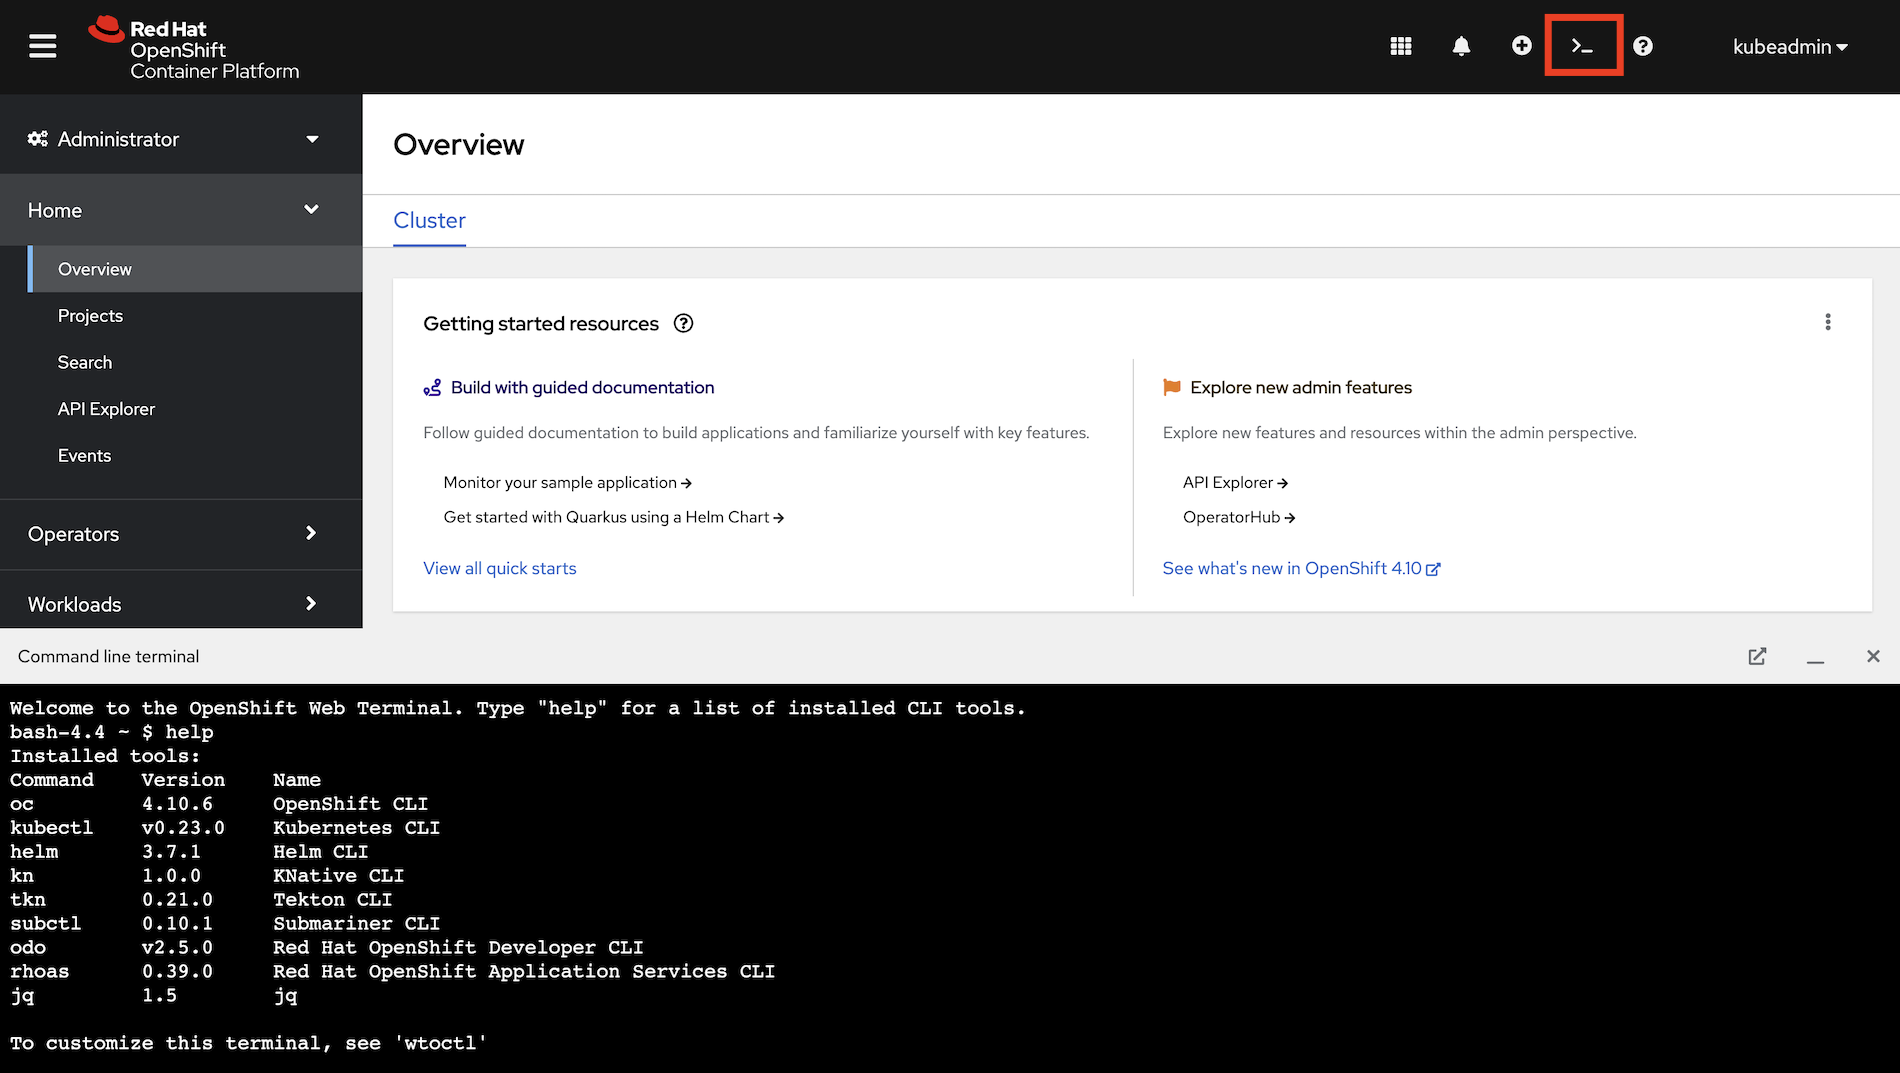 Red Hat
OpenShift
Container Platform
>_
kubeadmin
Administrator
Home
Overview
Projects
Search
API Explorer
Events
Operators
Workloads
Overview
Cluster
Getting started resources
Build with guided documentation
Follow guided documentation to build applications and familiarize yourself with key features.
Monitor your sample application
Get started with Quarkus using a Helm Chart
View all quick starts
Explore new admin features
Explore new features and resources within the admin perspective.
API Explorer
OperatorHub
See what's new in OpenShift 4.10
Command line terminal
Welcome to the OpenShift Web Terminal. Type "help" for a list of installed CLI tools.
bash-4.4 ~ $ help
Installed tools:
Command Version Name
oc 4.10.6 OpenShift CLI
kubectl v0.23.0 Kubernetes CLI
helm 3.7.1 Helm CLI
kn 1.0.0 KNative CLI
tkn 0.21.0 Tekton CLI
subctl 0.10.1 Submariner CLI
odo v2.5.0 Red Hat OpenShift Developer CLI
rhoas 0.39.0 Red Hat OpenShift Application Services CLI
jq 1.5 jq
To customize this terminal, see 'wtoctl'